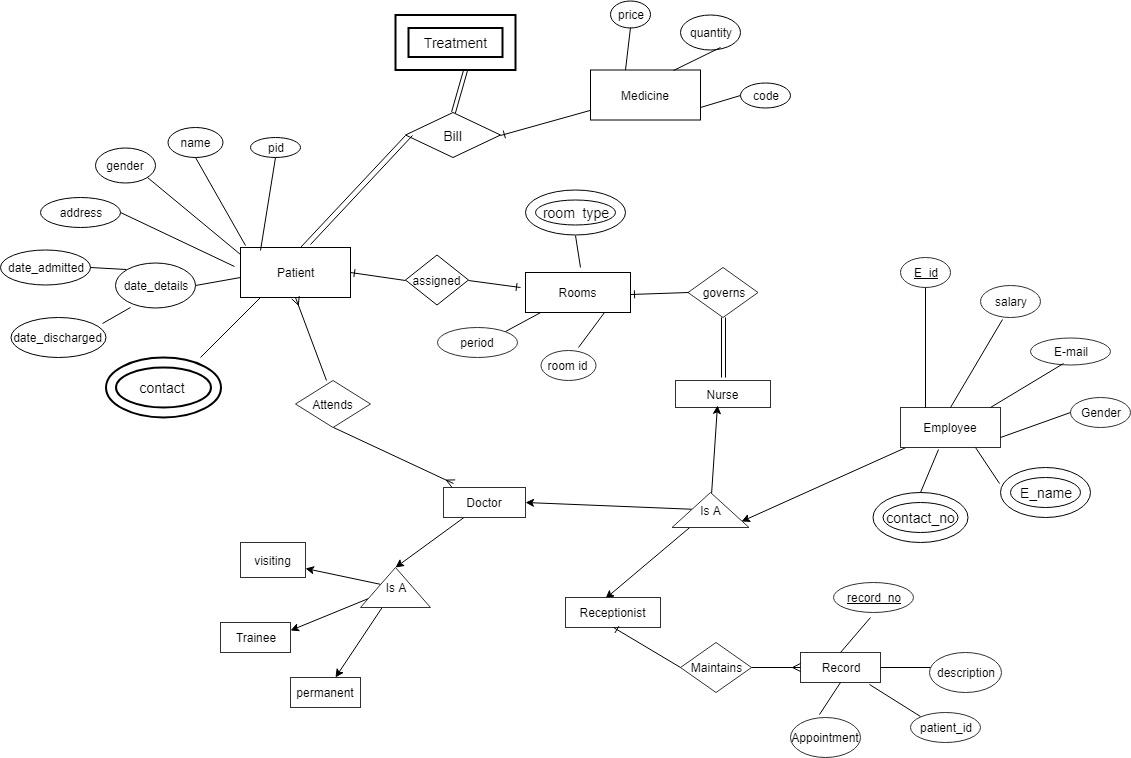 price
Treatment
quantity
Medicine
code
Bill
name
pid
gender
address
room_type
date_admitted
Patient
E_id
date_details
assigned
Rooms
governs
salary
date_discharged
period
E-mail
room id
contact
Nurse
Attends
Gender
Employee
E_name
Doctor
Is A
contact_no
visiting
Is A
record_no
Receptionist
Trainee
Maintains
Record
description
permanent
patient_id
Appointment